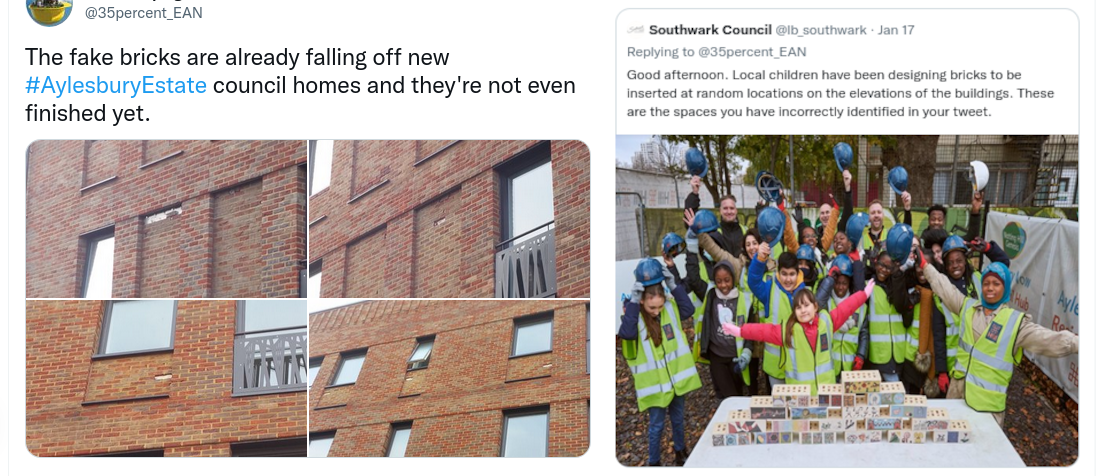 @35percent_EAN
The fake bricks are already falling off new
#AylesburyEstate council homes and they're not even
finished yet.
Southwark Council @lb_southwark · Jan 17
Replying to @35percent_EAN
Good afternoon. Local children have been designing bricks to be
inserted at random locations on the elevations of the buildings. These
are the spaces you have incorrectly identified in your tweet.